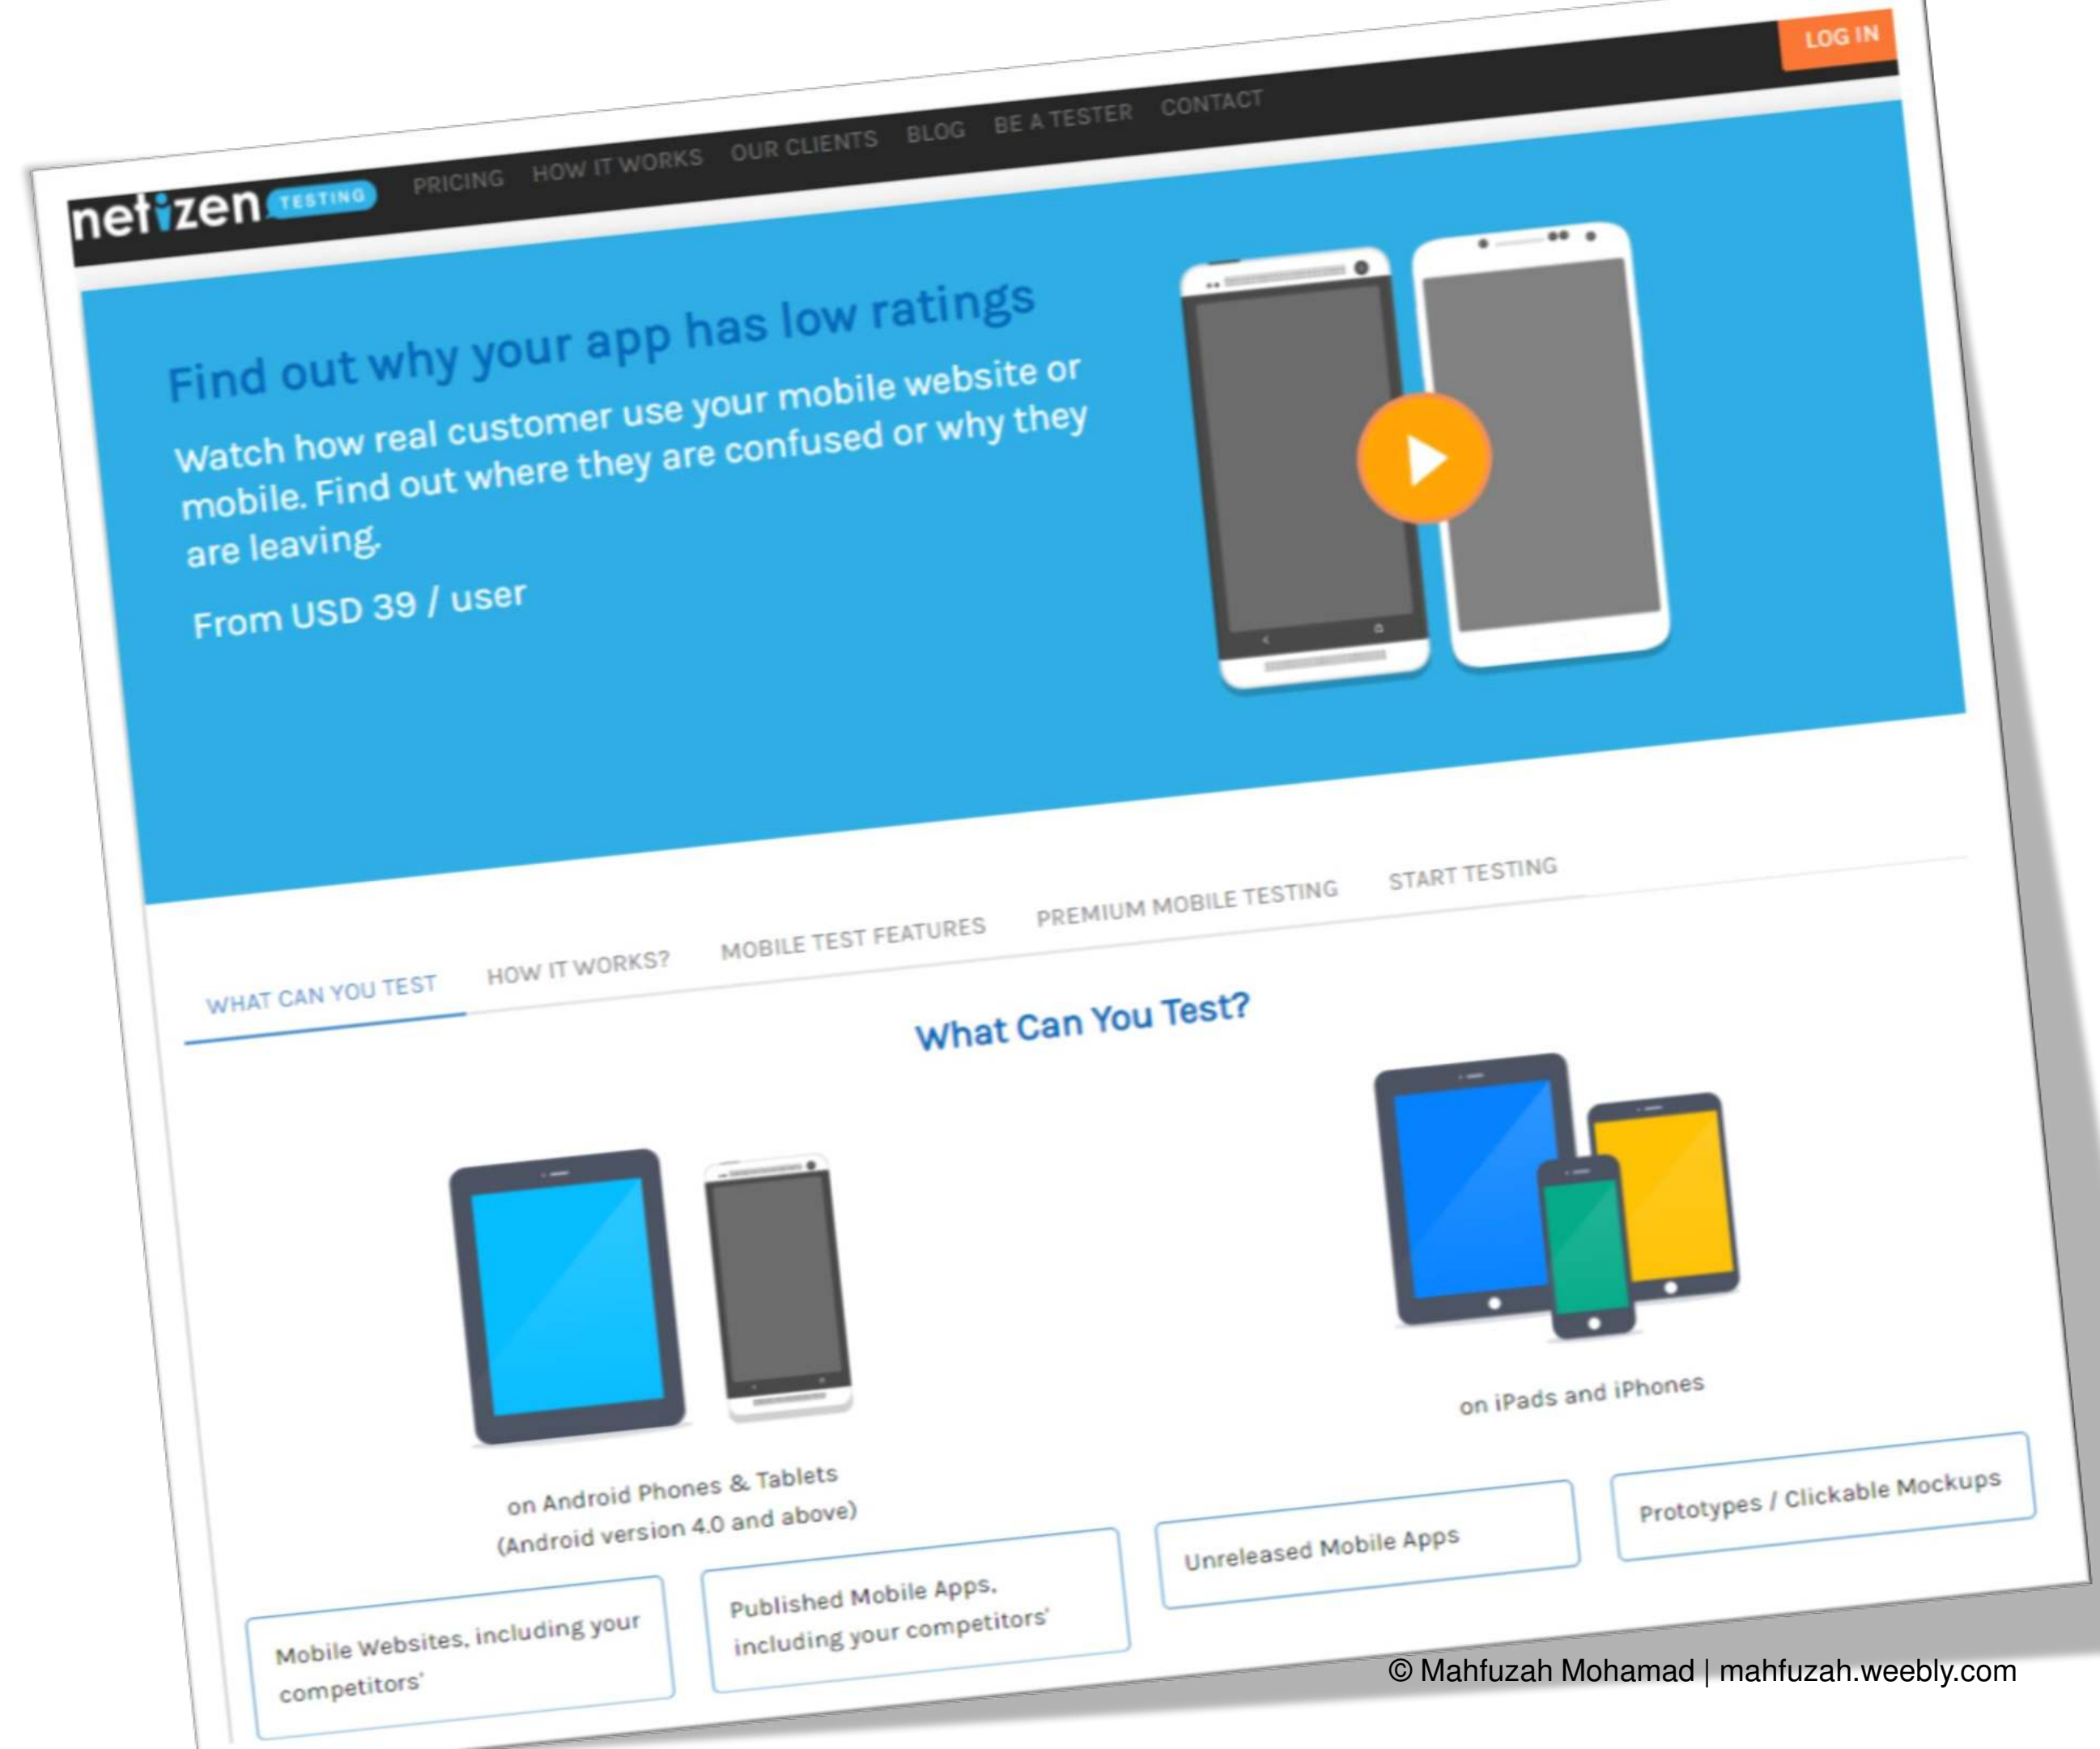 LOG IN
netizen TESTING PRICING HOW IT WORKS OUR CLIENTS BLOG BE A TESTER CONTACT
Find out why your app has low ratings
Watch how real customer use your mobile website or
mobile. Find out where they are confused or why they
are leaving.
From USD 39 / user
WHAT CAN YOU TEST HOW IT WORKS? MOBILE TEST FEATURES PREMIUM MOBILE TESTING START TESTING
What Can You Test?
on Android Phones & Tablets
(Android version 4.0 and above)
on iPads and iPhones
Mobile Websites, including your
competitors'
Published Mobile Apps,
including your competitors'
Unreleased Mobile Apps
Prototypes / Clickable Mockups
© Mahfuzah Mohamad | mahfuzah.weebly.com